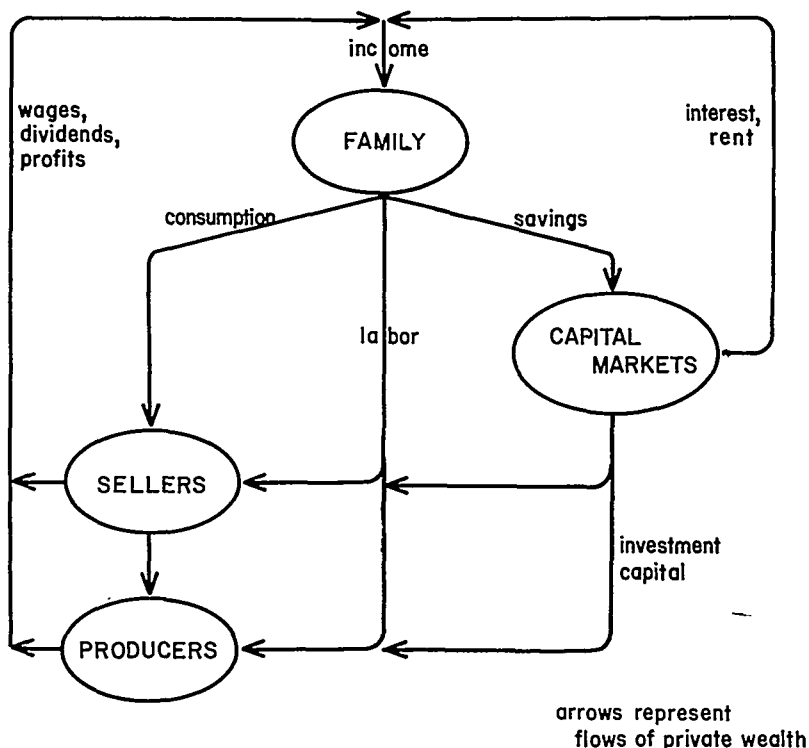 income
wages,
dividends,
profits
interest,
rent
FAMILY
consumption
savings
labor
CAPITAL
MARKETS
SELLERS
investment
capital
PRODUCERS
arrows represent
flows of private wealth